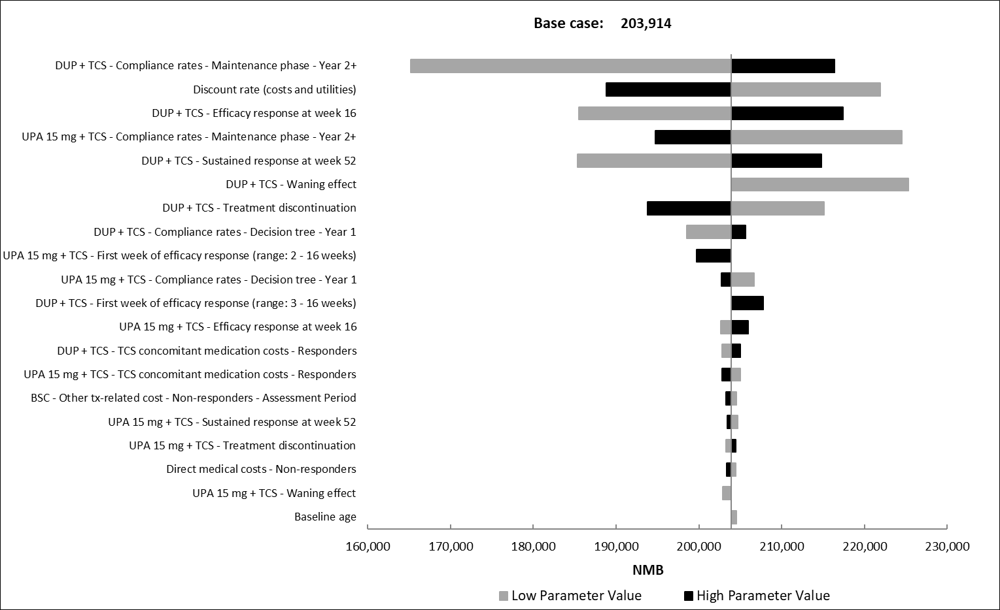 Base case: 203,914
DUP + TCS - Compliance rates - Maintenance phase - Year 2+
Discount rate (costs and utilities)
DUP + TCS - Efficacy response at week 16
UPA 15 mg + TCS - Compliance rates - Maintenance phase - Year 2+
DUP + TCS - Sustained response at week 52
DUP + TCS - Waning effect
DUP + TCS - Treatment discontinuation
DUP + TCS - Compliance rates - Decision tree - Year 1
UPA 15 mg + TCS - First week of efficacy response (range: 2 - 16 weeks)
UPA 15 mg + TCS - Compliance rates - Decision tree - Year 1
DUP + TCS - First week of efficacy response (range: 3 - 16 weeks)
UPA 15 mg + TCS - Efficacy response at week 16
DUP + TCS - TCS concomitant medication costs - Responders
UPA 15 mg + TCS - TCS concomitant medication costs - Responders
BSC - Other tx-related cost - Non-responders - Assessment Period
UPA 15 mg + TCS - Sustained response at week 52
UPA 15 mg + TCS - Treatment discontinuation
Direct medical costs - Non-responders
UPA 15 mg + TCS - Waning effect
Baseline age
160,000 170,000 180,000 190,000 200,000 210,000 220,000 230,000
NMB
Low Parameter Value High Parameter Value